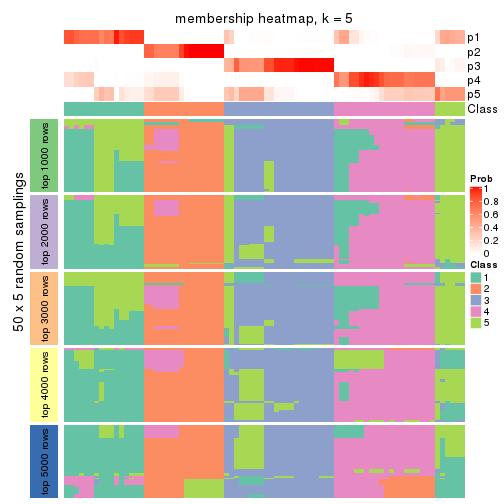 membership heatmap, k = 5
p1
p2
p3
p4
p5
Class
50 x 5 random samplings
top 1000 rows
top 2000 rows
top 3000 rows
top 4000 rows
top 5000 rows
Prob
1
0.8
0.6
0.4
0.2
0
Class
1
2
3
4
5